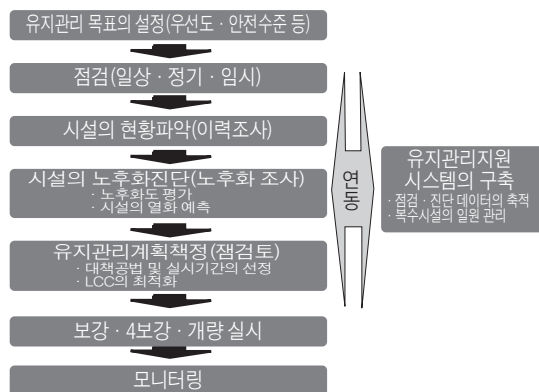 유지관리 목표의 설정(우선도 · 안전수준 등)
점검(일상 · 정기 · 임시)
시설의 현황파악(이력조사)
시설의 노후화진단(노후화 조사)
· 노후화도 평가
· 시설의 열화 예측
유지관리계획책정(잼검토)
· 대책공법 및 실시기간의 선정
· LCC의 최적화
보강 · 4보강 · 개량 실시
모니터링
연동
유지관리지원
시스템의 구축
· 점검 · 진단 데이터의 축적
· 복수시설의 일원 관리